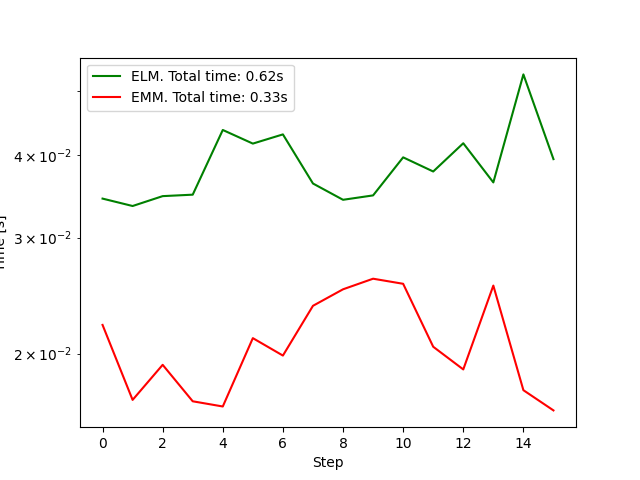 ELM. Total time: 0.62s
EMM. Total time: 0.33s
4 × 10⁻²
3 × 10⁻²
2 × 10⁻²
[s]
0 2 4 6 8 10 12 14
Step